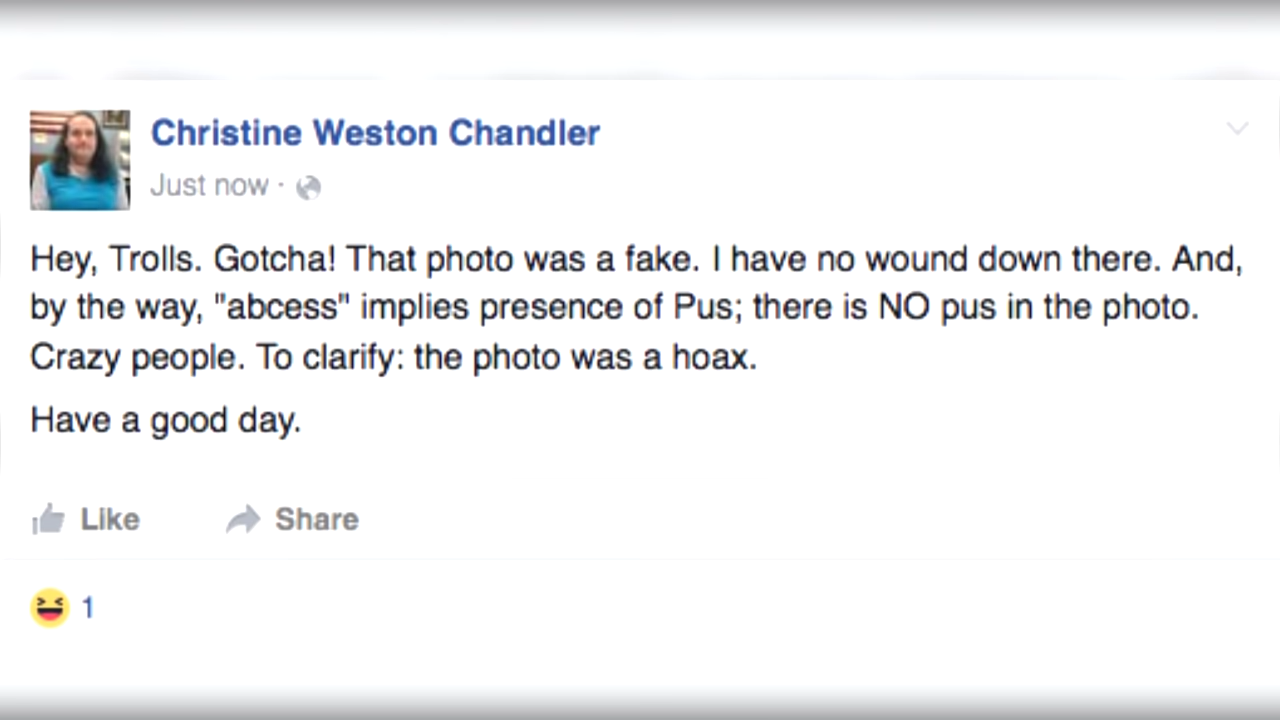 Christine Weston Chandler
Just now ·
Hey, Trolls. Gotcha! That photo was a fake. I have no wound down there. And,
by the way, "abcess" implies presence of Pus; there is NO pus in the photo.
Crazy people. To clarify: the photo was a hoax.
Have a good day.
Like Share
1